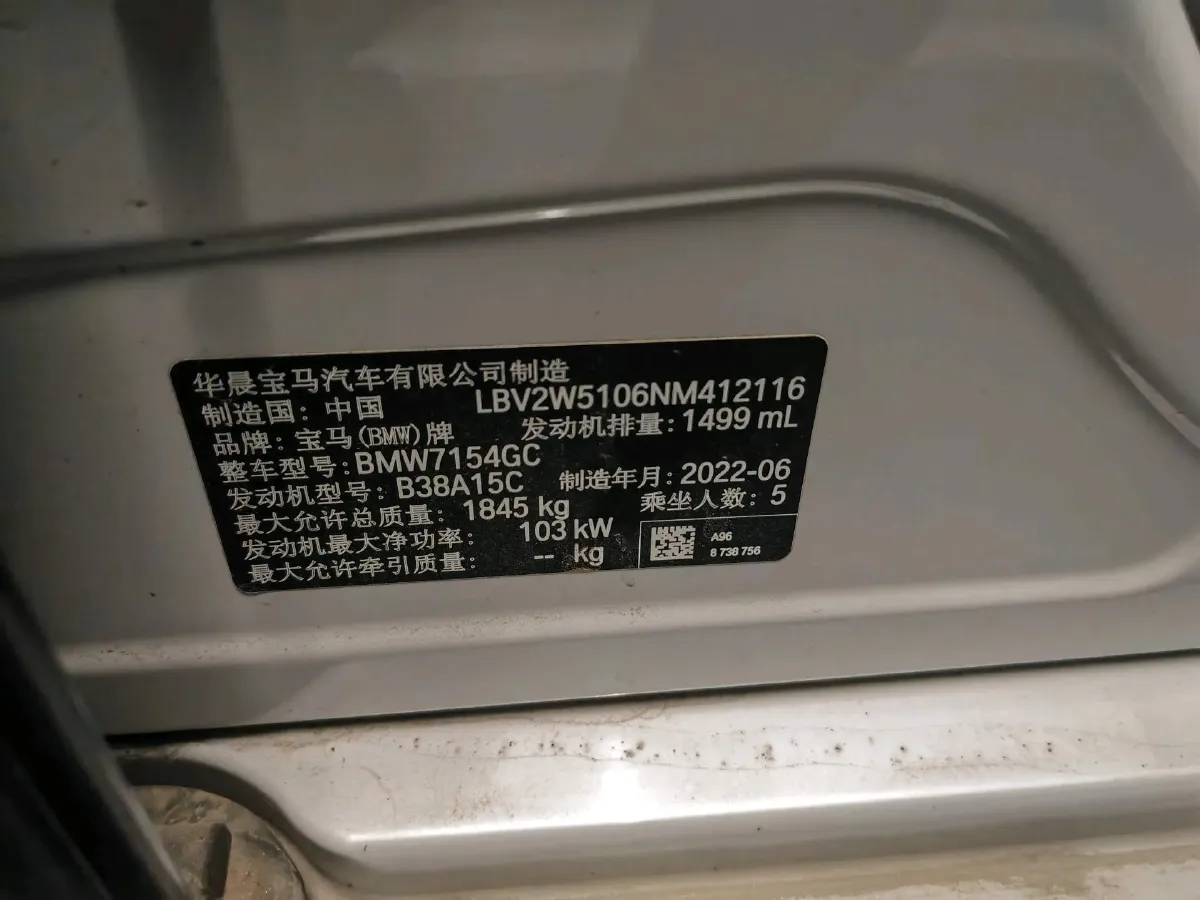 华晨宝马汽车有限公司制造
制造国：中国 LBV2W5106NM412116
品牌：宝马(BMW)牌 发动机排量：1499 mL
整车型号：BMW7154GC
发动机型号：B38A15C 制造年月：2022-06
最大允许总质量：1845 kg 乘坐人数：5
发动机最大净功率：103 kW
最大允许牵引质量：-- kg
A96
8 738 756